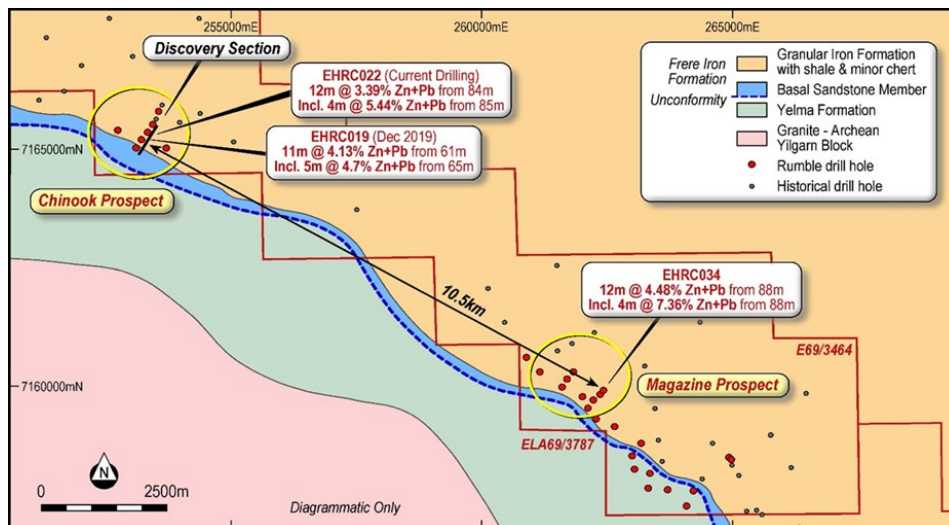 255000mE
260000mE
265000mE
Discovery Section
EHRC022 (Current Drilling)
12m @ 3.39% Zn+Pb from 84m
Incl. 4m @ 5.44% Zn+Pb from 85m
EHRC019 (Dec 2019)
11m @ 4.13% Zn+Pb from 61m
Incl. 5m @ 4.7% Zn+Pb from 65m
Frere Iron
Formation
Unconformity
Granular Iron Formation
with shale & minor chert
Basal Sandstone Member
Yelma Formation
Granite - Archean
Yilgarn Block
Rumble drill hole
Historical drill hole
7165000mN
Chinook Prospect
10.5km
EHRC034
12m @ 4.48% Zn+Pb from 88m
Incl. 4m @ 7.36% Zn+Pb from 88m
E69/3464
7160000mN
Magazine Prospect
ELA69/3787
N
0
2500m
Diagrammatic Only